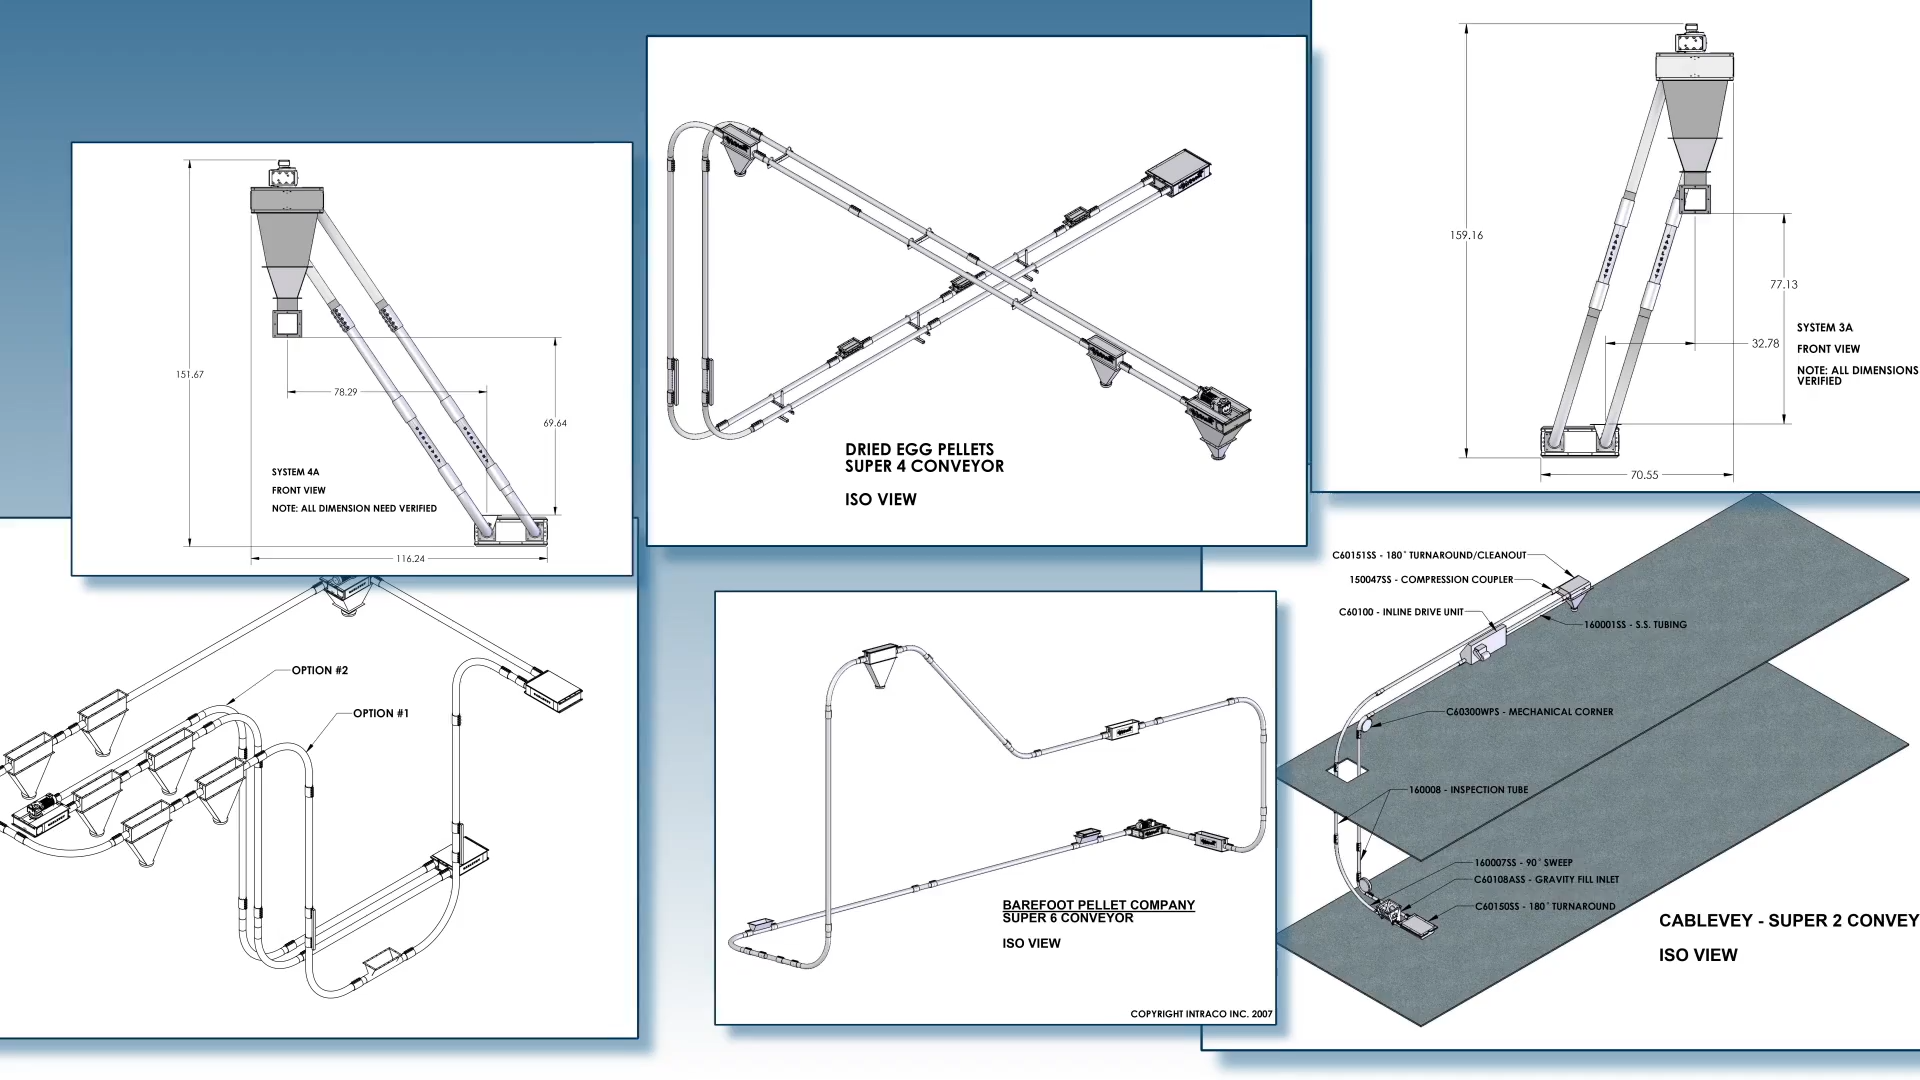 151.67
78.29
69.64
SYSTEM 4A
FRONT VIEW
NOTE: ALL DIMENSION NEED VERIFIED
116.24
DRIED EGG PELLETS
SUPER 4 CONVEYOR
ISO VIEW
159.16
77.13
32.78
SYSTEM 3A
FRONT VIEW
NOTE: ALL DIMENSIONS
VERIFIED
70.55
OPTION #2
OPTION #1
BAREFOOT PELLET COMPANY
SUPER 6 CONVEYOR
ISO VIEW
COPYRIGHT INTRACO INC. 2007
C60151SS - 180° TURNAROUND/CLEANOUT
150047SS - COMPRESSION COUPLER
C60100 - INLINE DRIVE UNIT
160001SS - S.S. TUBING
C60300WPS - MECHANICAL CORNER
160008 - INSPECTION TUBE
160007SS - 90° SWEEP
C60108ASS - GRAVITY FILL INLET
C60150SS - 180° TURNAROUND
CABLEVEY - SUPER 2 CONVEY
ISO VIEW